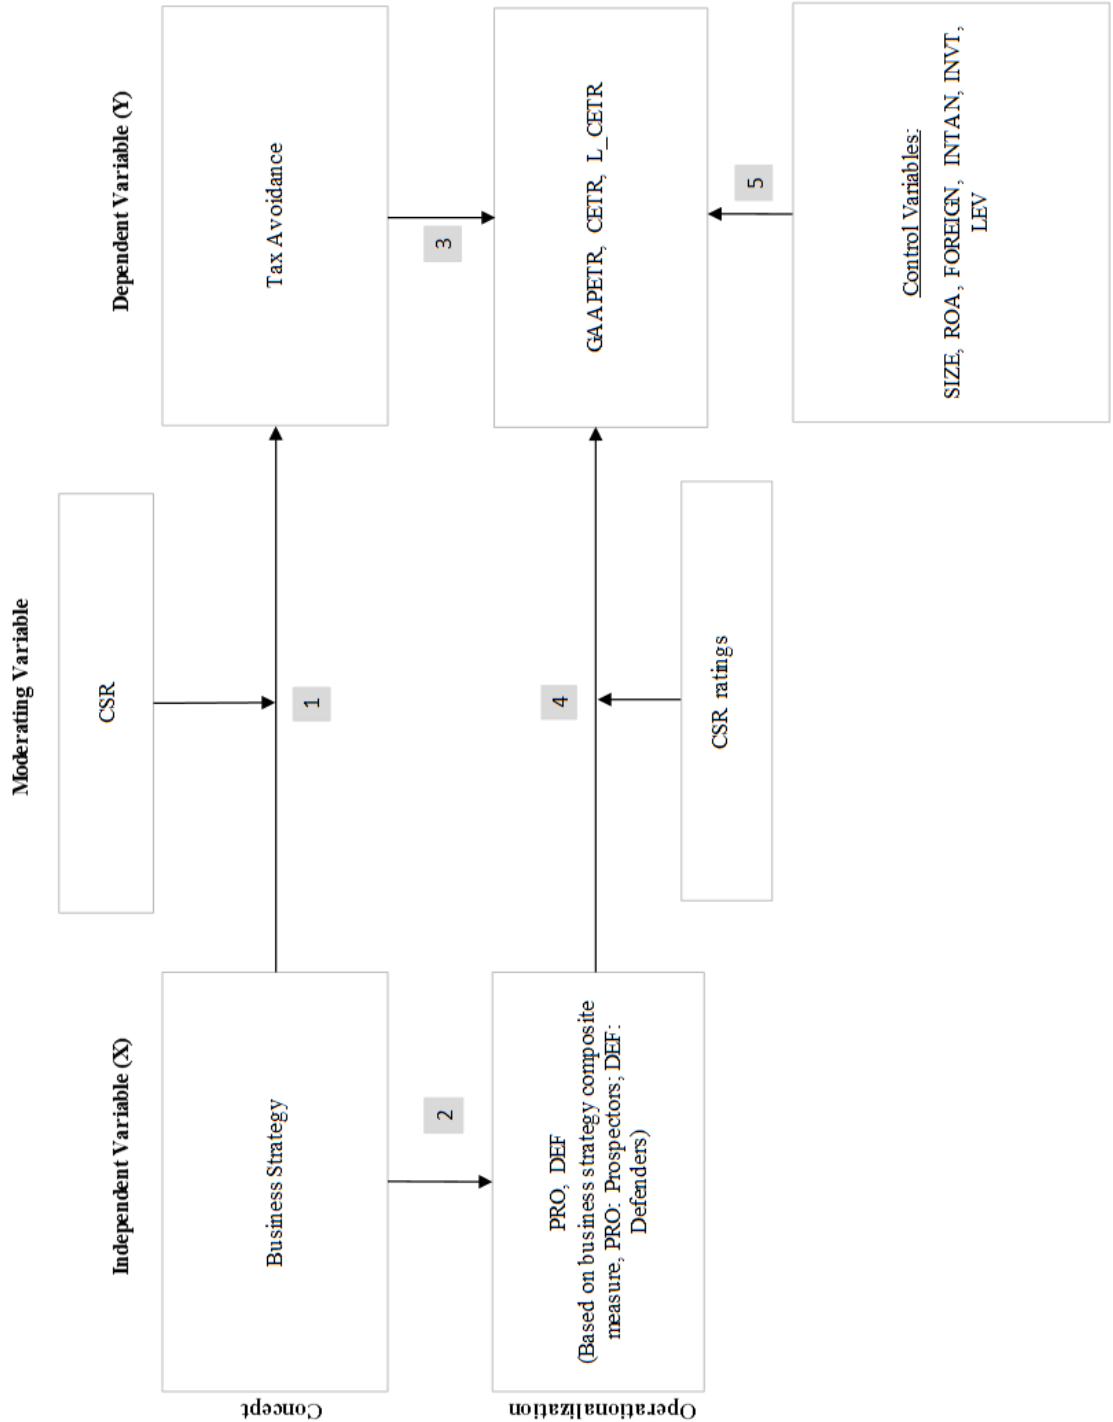 Moderating Variable
Independent Variable (X)
Dependent Variable (Y)
CSR
Concept
Business Strategy
1
Tax Avoidance
2
3
Operationalization
PRO, DEF
(Based on business strategy composite
measure, PRO: Prospectors; DEF:
Defenders)
4
GAAPETR, CETR, L_CETR
CSR ratings
5
Control Variables:
SIZE, ROA, FOREIGN, INTAN, INVT,
LEV